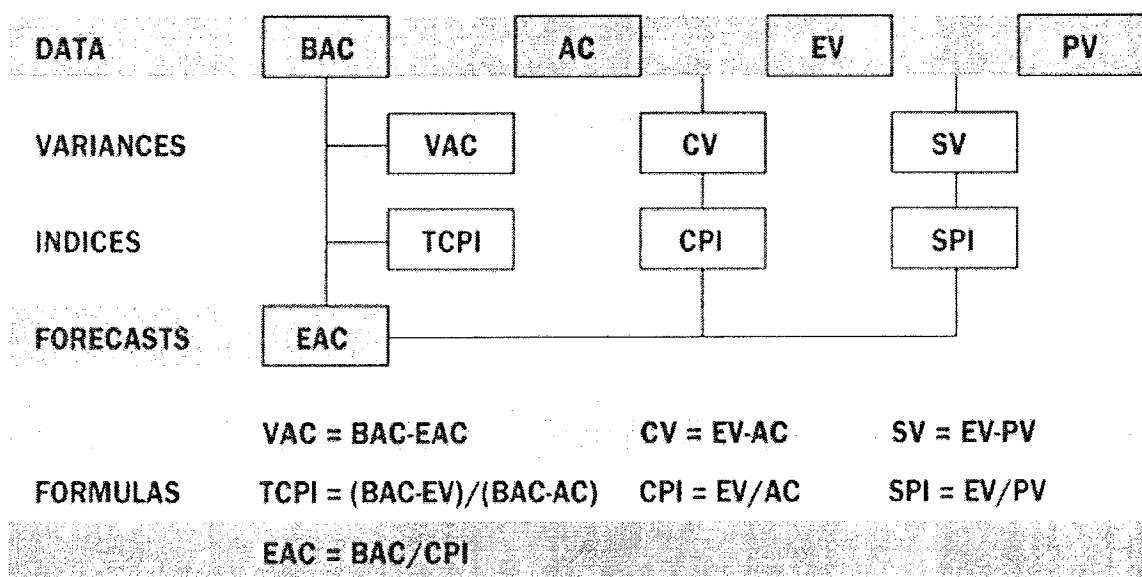 DATA BAC AC EV PV
VARIANCES VAC CV SV
INDICES TCPI CPI SPI
FORECASTS EAC
VAC = BAC-EAC CV = EV-AC SV = EV-PV
FORMULAS TCPI = (BAC-EV)/(BAC-AC) CPI = EV/AC SPI = EV/PV
EAC = BAC/CPI